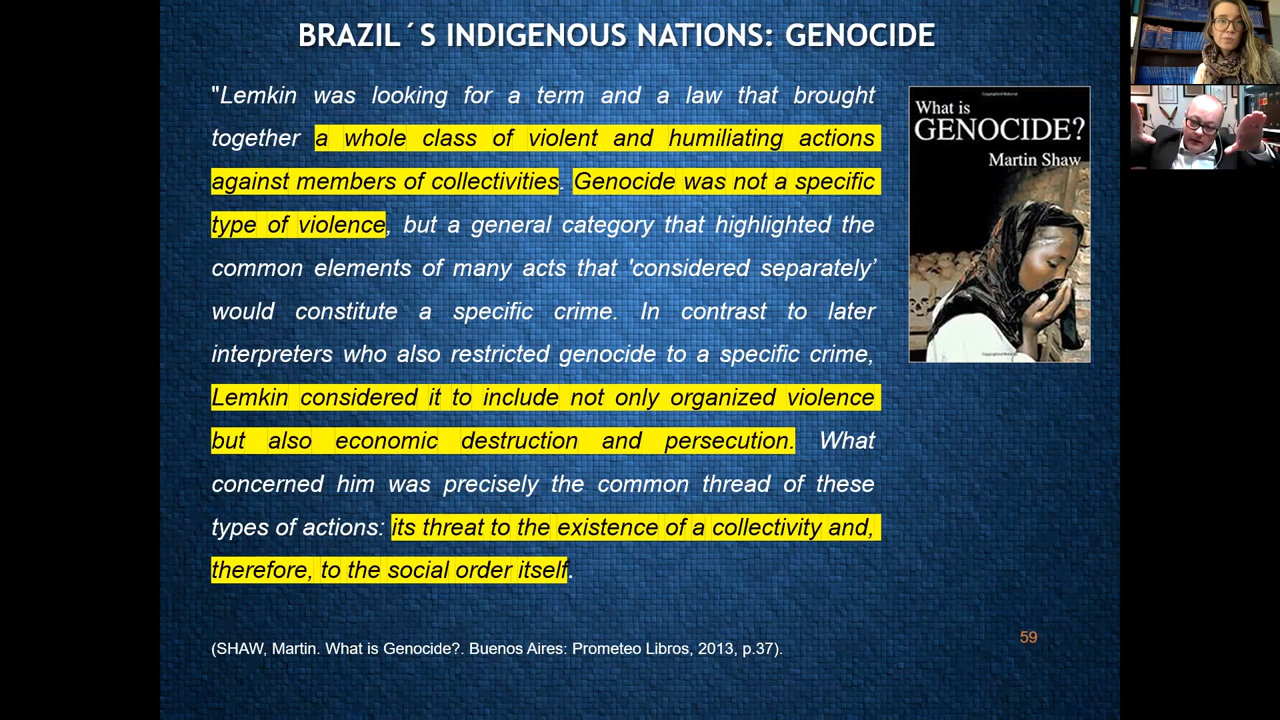 BRAZIL´S INDIGENOUS NATIONS: GENOCIDE
"Lemkin was looking for a term and a law that brought
together a whole class of violent and humiliating actions
against members of collectivities. Genocide was not a specific
type of violence, but a general category that highlighted the
common elements of many acts that 'considered separately’
would constitute a specific crime. In contrast to later
interpreters who also restricted genocide to a specific crime,
Lemkin considered it to include not only organized violence
but also economic destruction and persecution. What
concerned him was precisely the common thread of these
types of actions: its threat to the existence of a collectivity and,
therefore, to the social order itself.
(SHAW, Martin. What is Genocide?. Buenos Aires: Prometeo Libros, 2013, p.37).
Copyrighted Material
What is
GENOCIDE?
Martin Shaw
Copyrighted Material
59